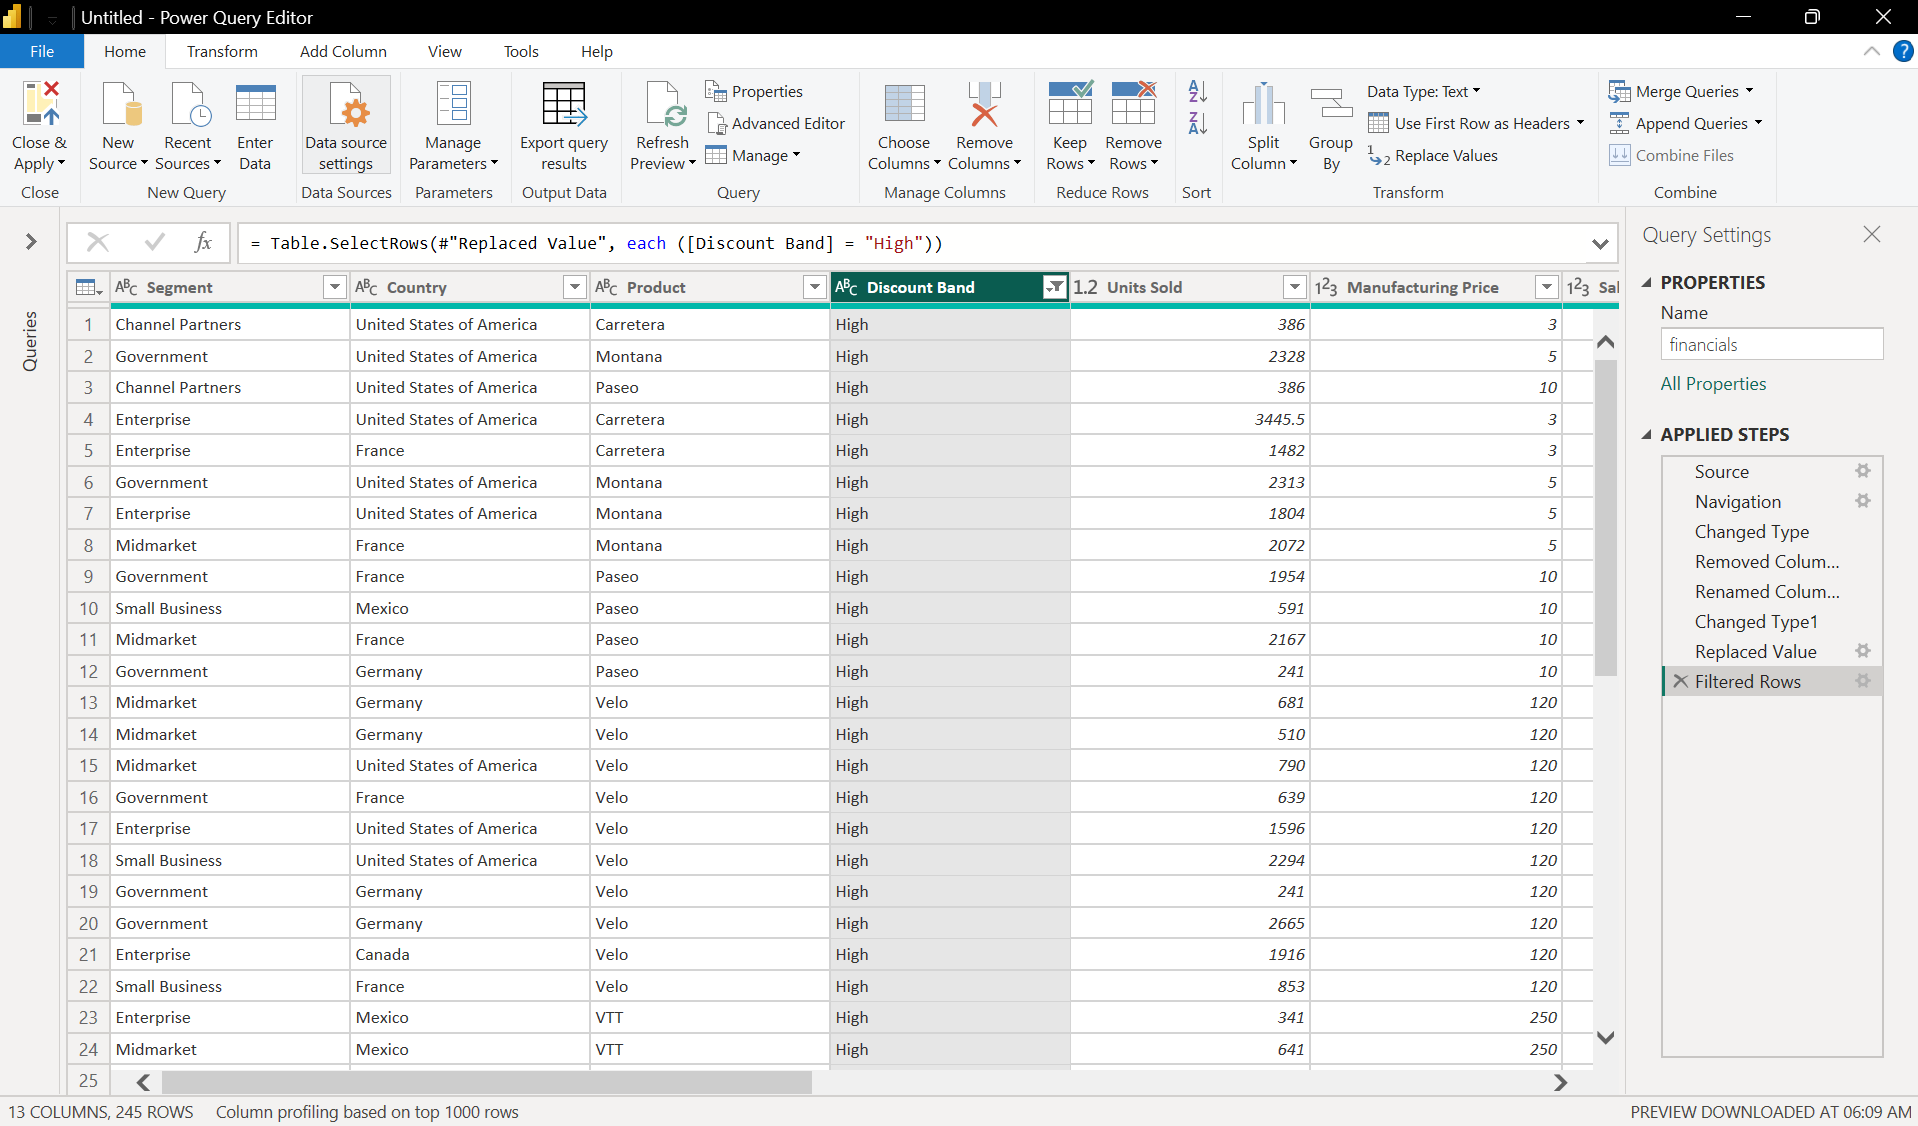 Untitled - Power Query Editor
File Home Transform Add Column View Tools Help
Close & Apply
Close
New Source
Recent Sources
Enter Data
New Query
Data source settings
Data Sources
Manage Parameters
Parameters
Export query results
Output Data
Refresh Preview
Properties
Advanced Editor
Manage
Query
Choose Columns
Remove Columns
Manage Columns
Keep Rows
Remove Rows
Reduce Rows
Sort
Split Column
Group By
Data Type: Text
Use First Row as Headers
Replace Values
Transform
Merge Queries
Append Queries
Combine Files
Combine
Queries
fx
= Table.SelectRows(#"Replaced Value", each ([Discount Band] = "High"))
ABC Segment ABC Country ABC Product ABC Discount Band 1.2 Units Sold 123 Manufacturing Price 123 Sal
1 Channel Partners United States of America Carretera High 386 3
2 Government United States of America Montana High 2328 5
3 Channel Partners United States of America Paseo High 386 10
4 Enterprise United States of America Carretera High 3445.5 3
5 Enterprise France Carretera High 1482 3
6 Government United States of America Montana High 2313 5
7 Enterprise United States of America Montana High 1804 5
8 Midmarket France Montana High 2072 5
9 Government France Paseo High 1954 10
10 Small Business Mexico Paseo High 591 10
11 Midmarket France Paseo High 2167 10
12 Government Germany Paseo High 241 10
13 Midmarket Germany Velo High 681 120
14 Midmarket Germany Velo High 510 120
15 Midmarket United States of America Velo High 790 120
16 Government France Velo High 639 120
17 Enterprise United States of America Velo High 1596 120
18 Small Business United States of America Velo High 2294 120
19 Government Germany Velo High 241 120
20 Government Germany Velo High 2665 120
21 Enterprise Canada Velo High 1916 120
22 Small Business France Velo High 853 120
23 Enterprise Mexico VTT High 341 250
24 Midmarket Mexico VTT High 641 250
25
Query Settings
PROPERTIES
Name
financials
All Properties
APPLIED STEPS
Source
Navigation
Changed Type
Removed Colum...
Renamed Colum...
Changed Type1
Replaced Value
Filtered Rows
13 COLUMNS, 245 ROWS Column profiling based on top 1000 rows
PREVIEW DOWNLOADED AT 06:09 AM